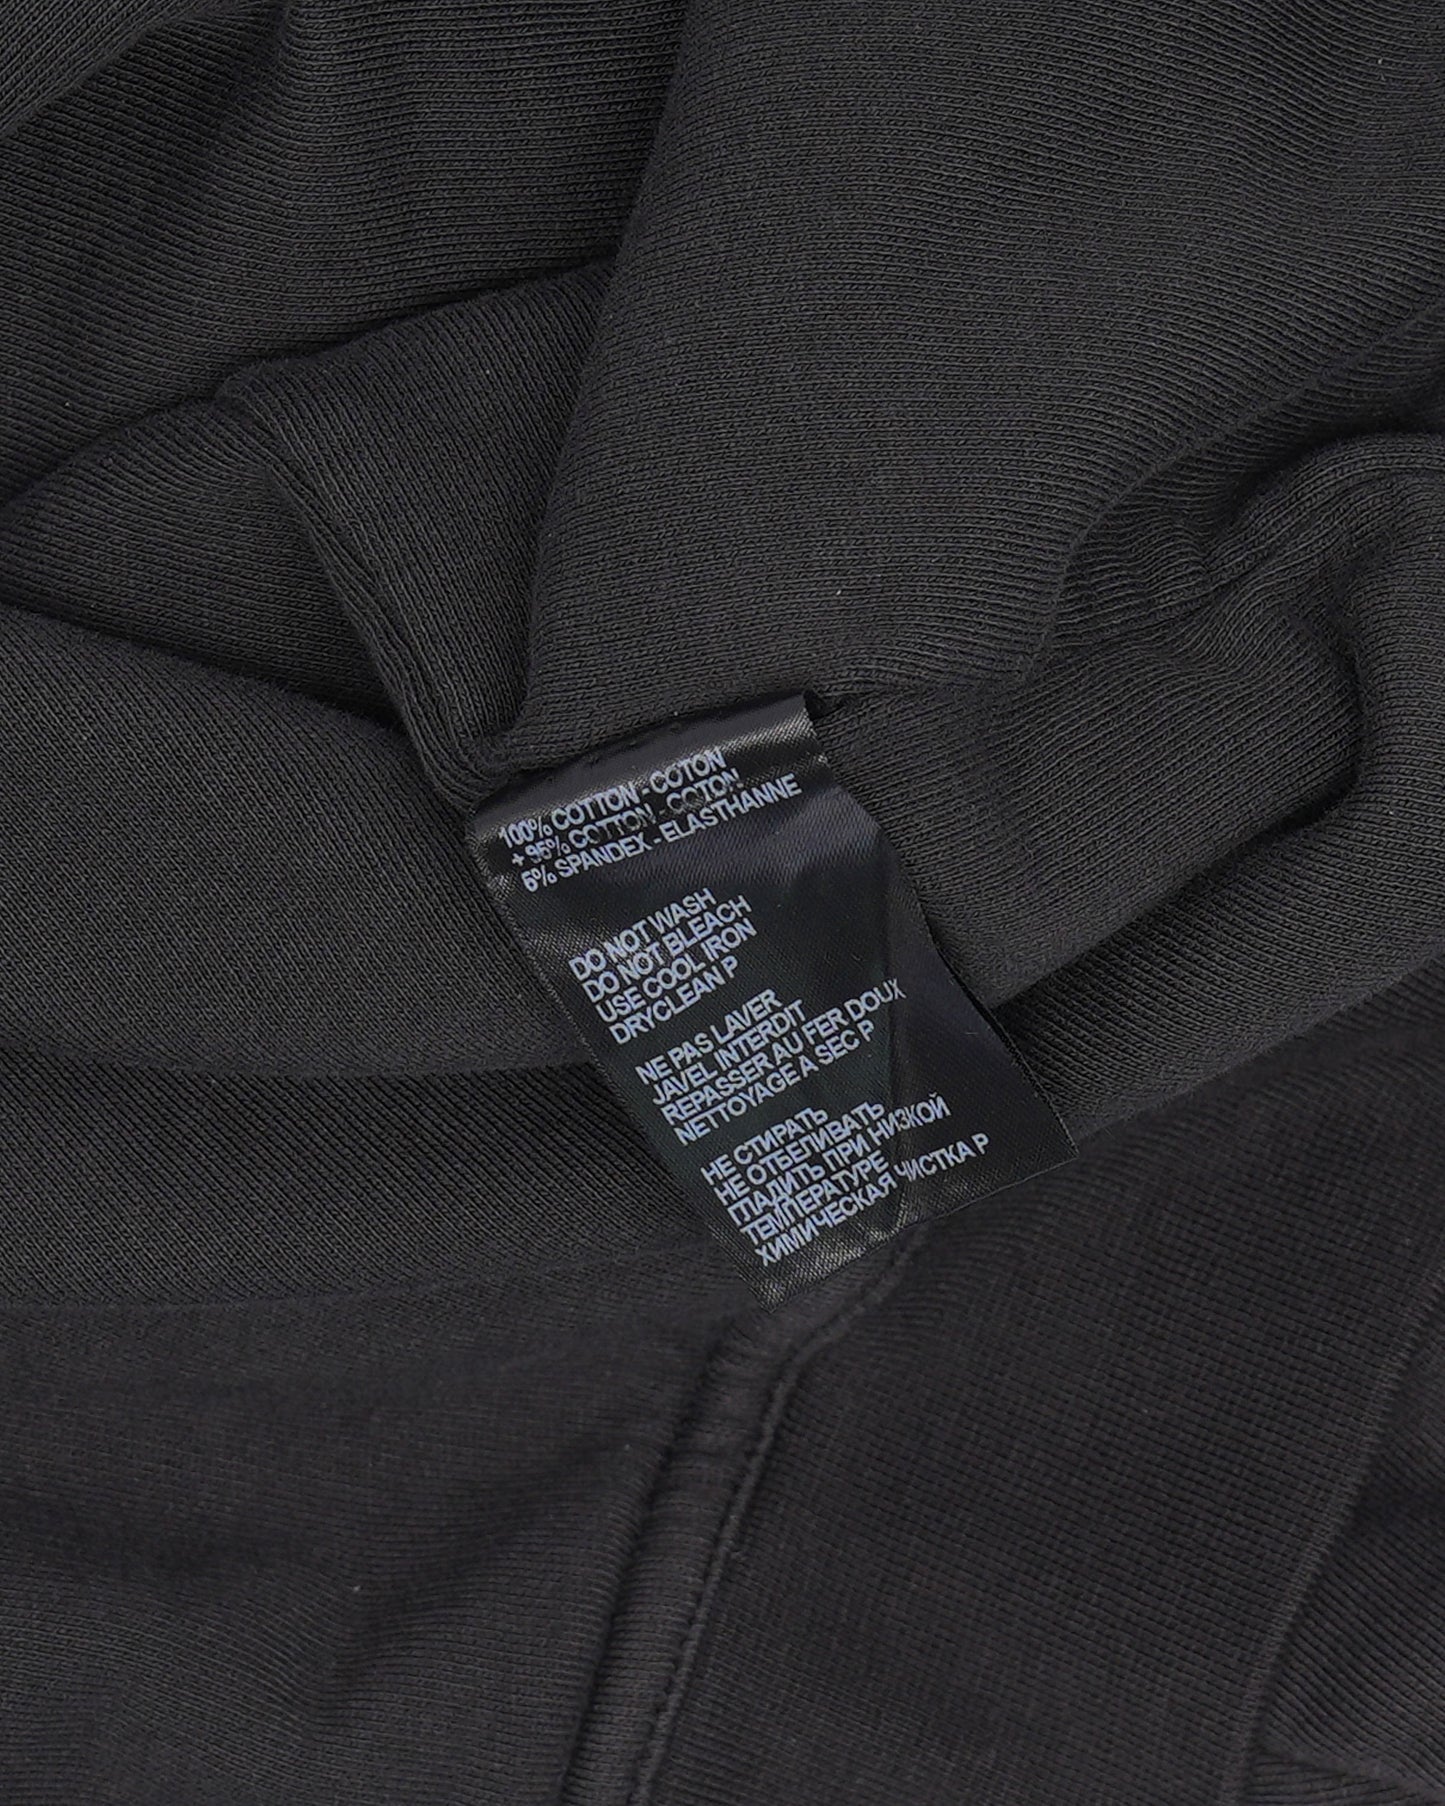 100% COTTON - COTON
+ 95% COTTON - COTON
5% SPANDEX - ELASTHANNE
DO NOT WASH
DO NOT BLEACH
USE COOL IRON
DRYCLEAN P
NE PAS LAVER
JAVEL INTERDIT
REPASSER AU FER DOUX
NETTOYAGE A SEC P
НЕ СТИРАТЬ
НЕ ОТБЕЛИВАТЬ
ГЛАДИТЬ ПРИ НИЗКОЙ
ТЕМПЕРАТУРЕ
ХИМИЧЕСКАЯ ЧИСТКА P